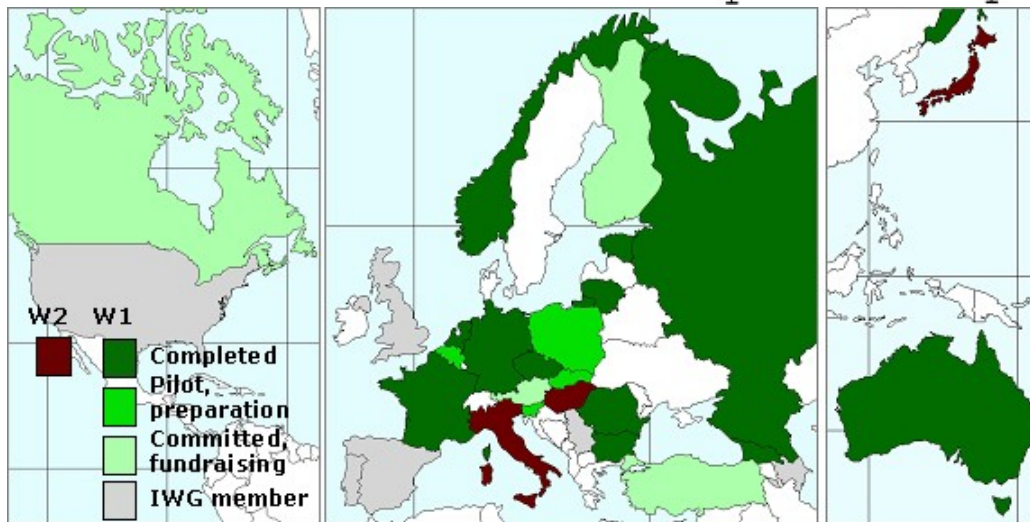 W2 W1
Completed
Pilot,
preparation
Committed,
fundraising
IWG member